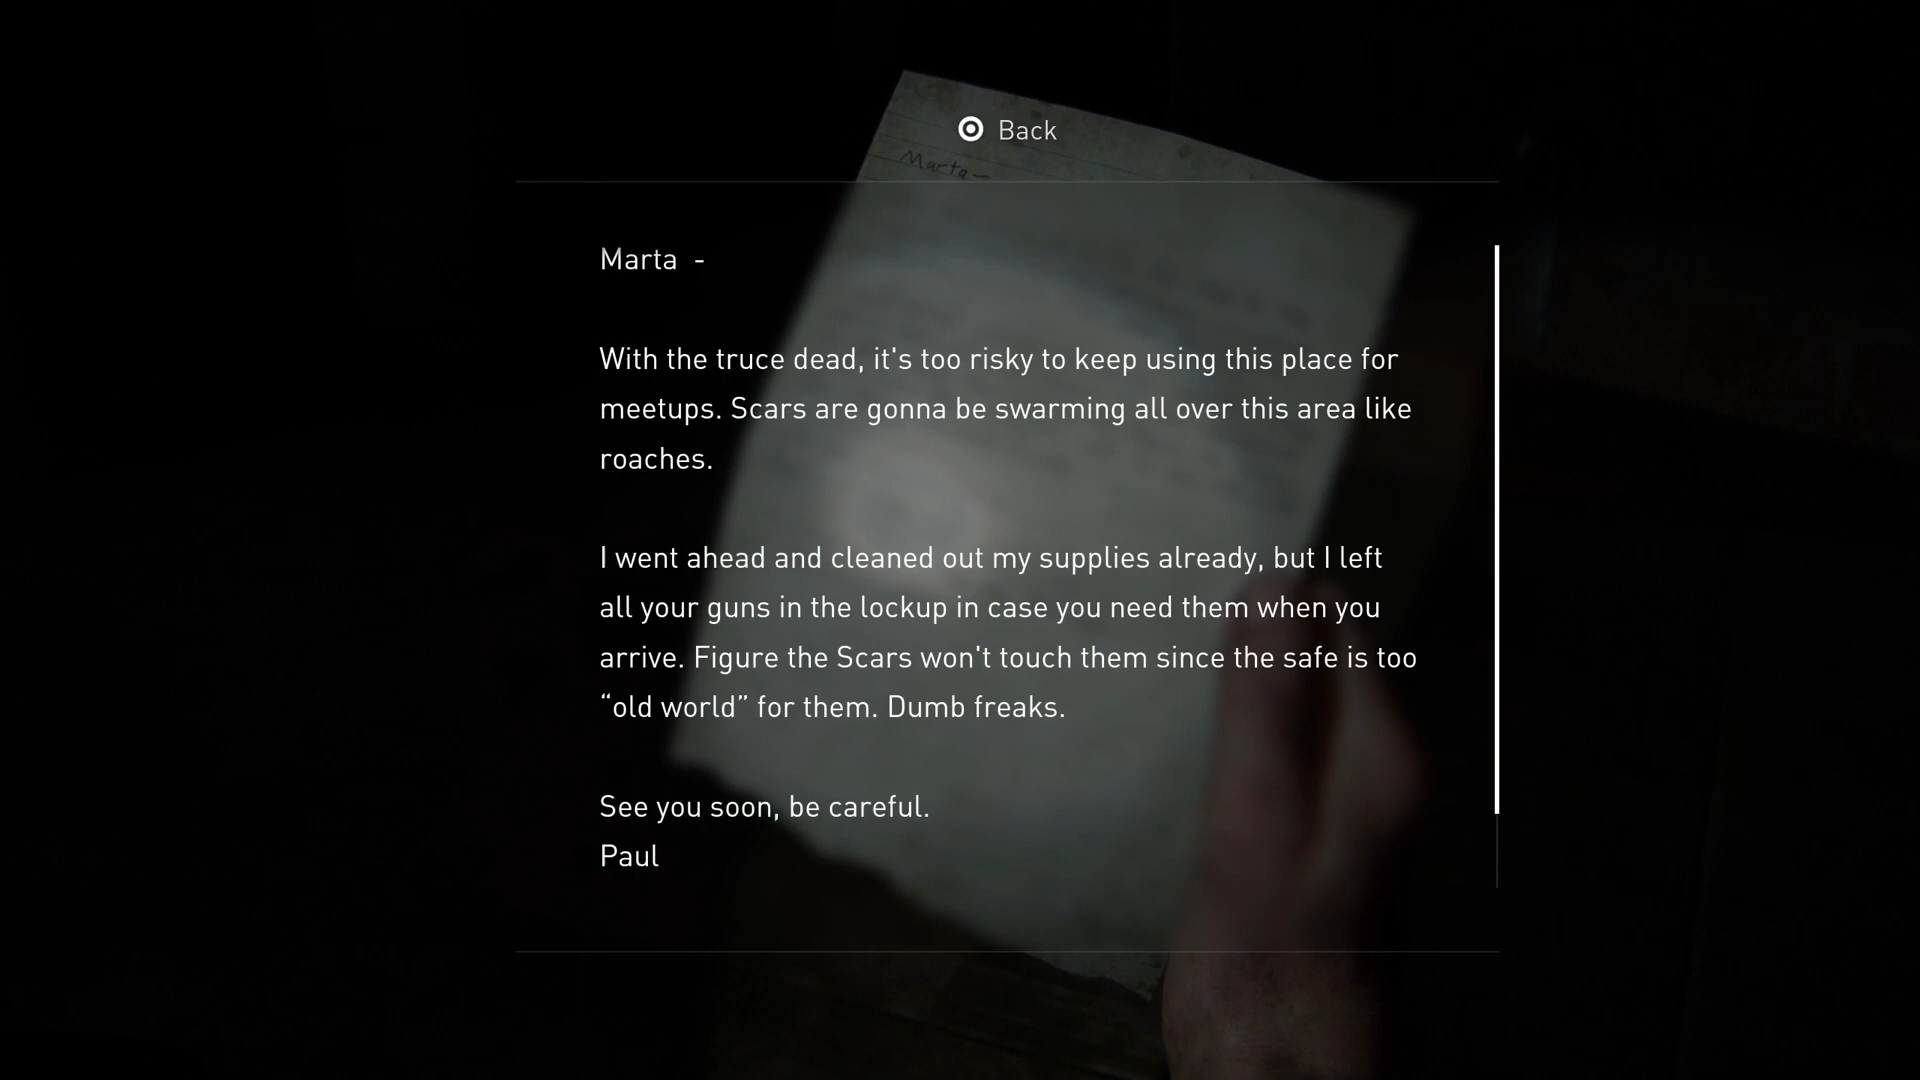 Back
Marta –
Marta -
With the truce dead, it's too risky to keep using this place for
meetups. Scars are gonna be swarming all over this area like
roaches.
I went ahead and cleaned out my supplies already, but I left
all your guns in the lockup in case you need them when you
arrive. Figure the Scars won't touch them since the safe is too
“old world” for them. Dumb freaks.
See you soon, be careful.
Paul